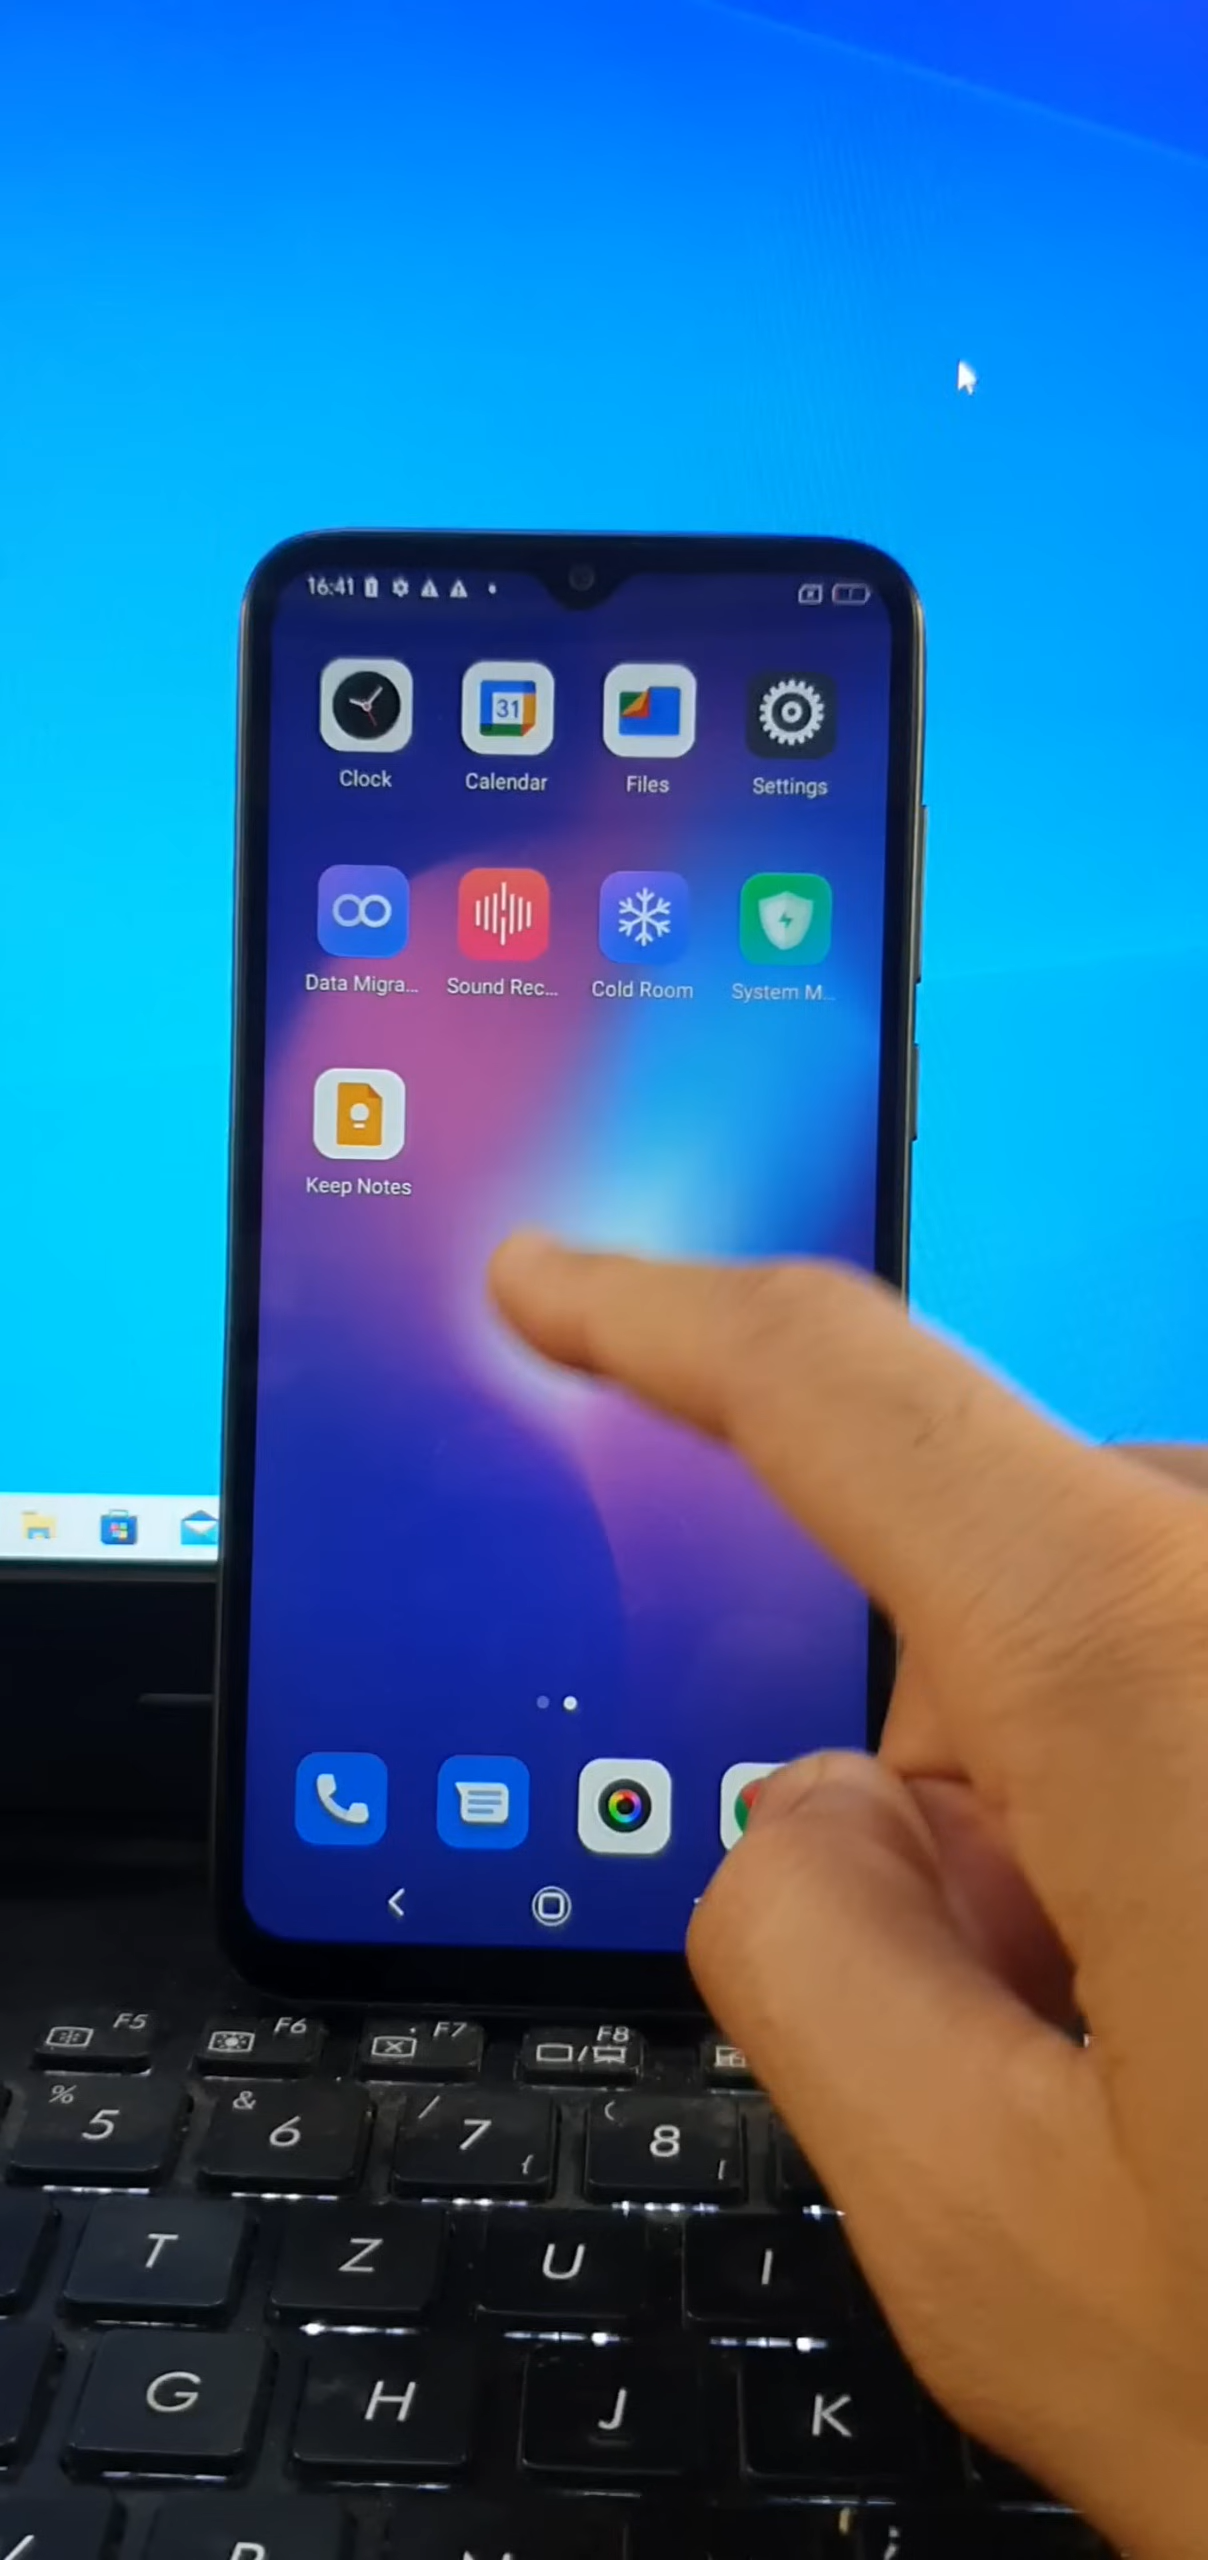 16:41
31
Clock Calendar Files Settings
Data Migra... Sound Rec... Cold Room System M...
Keep Notes
F5 F6 F7 F8
% 5 & 6 / 7 { ( 8 [
T Z U I
G H J K